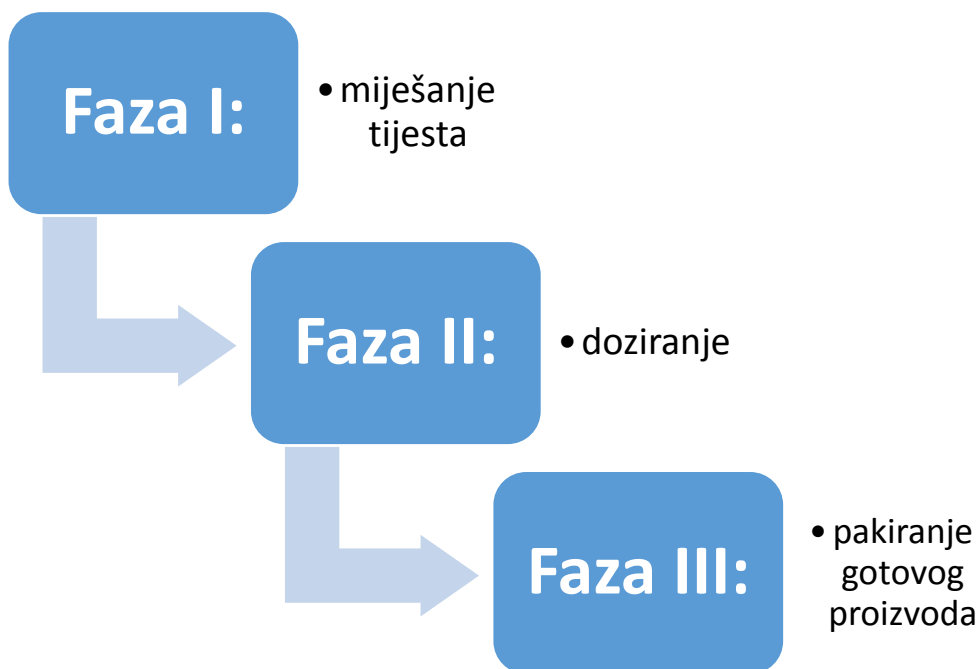 Faza I:
• miješanje
tijesta
Faza II:
• doziranje
Faza III:
• pakiranje
gotovog
proizvoda